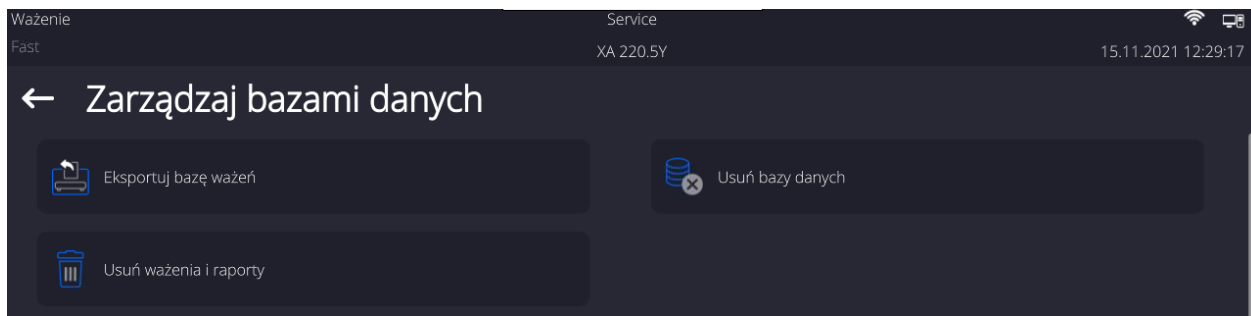 Ważenie Service
Fast XA 220.5Y 15.11.2021 12:29:17
Zarządzaj bazami danych
Eksportuj bazę ważeń Usuń bazy danych
Usuń ważenia i raporty